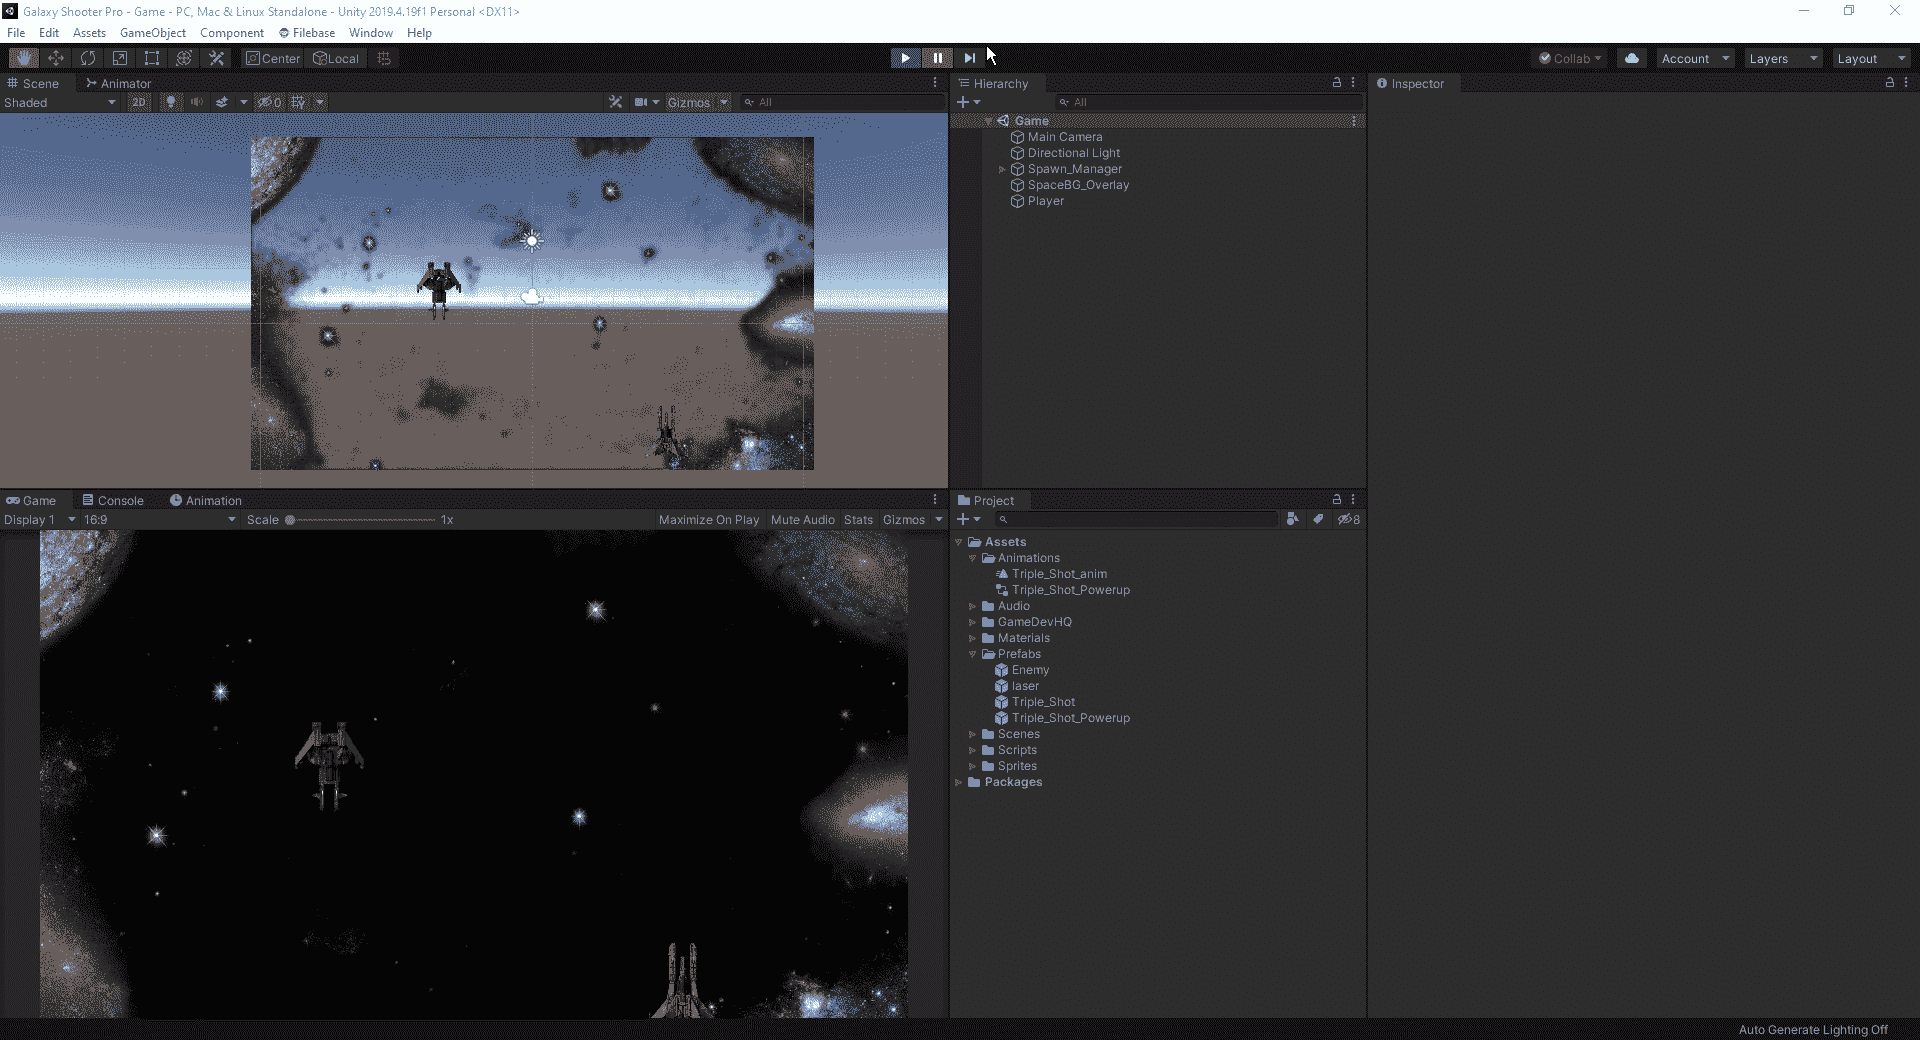 Galaxy Shooter Pro - Game - PC, Mac & Linux Standalone - Unity 2019.4.19f1 Personal <DX11>
File Edit Assets GameObject Component Filebase Window Help
Center Local Collab Account Layers Layout
Scene Animator
Shaded 2D 0 Gizmos All
Hierarchy
All
Game
Main Camera
Directional Light
Spawn_Manager
SpaceBG_Overlay
Player
Inspector
Game Console Animation
Display 1 16:9 Scale 1x Maximize On Play Mute Audio Stats Gizmos
Project
8
Assets
Animations
Triple_Shot_anim
Triple_Shot_Powerup
Audio
GameDevHQ
Materials
Prefabs
Enemy
laser
Triple_Shot
Triple_Shot_Powerup
Scenes
Scripts
Sprites
Packages
Auto Generate Lighting Off